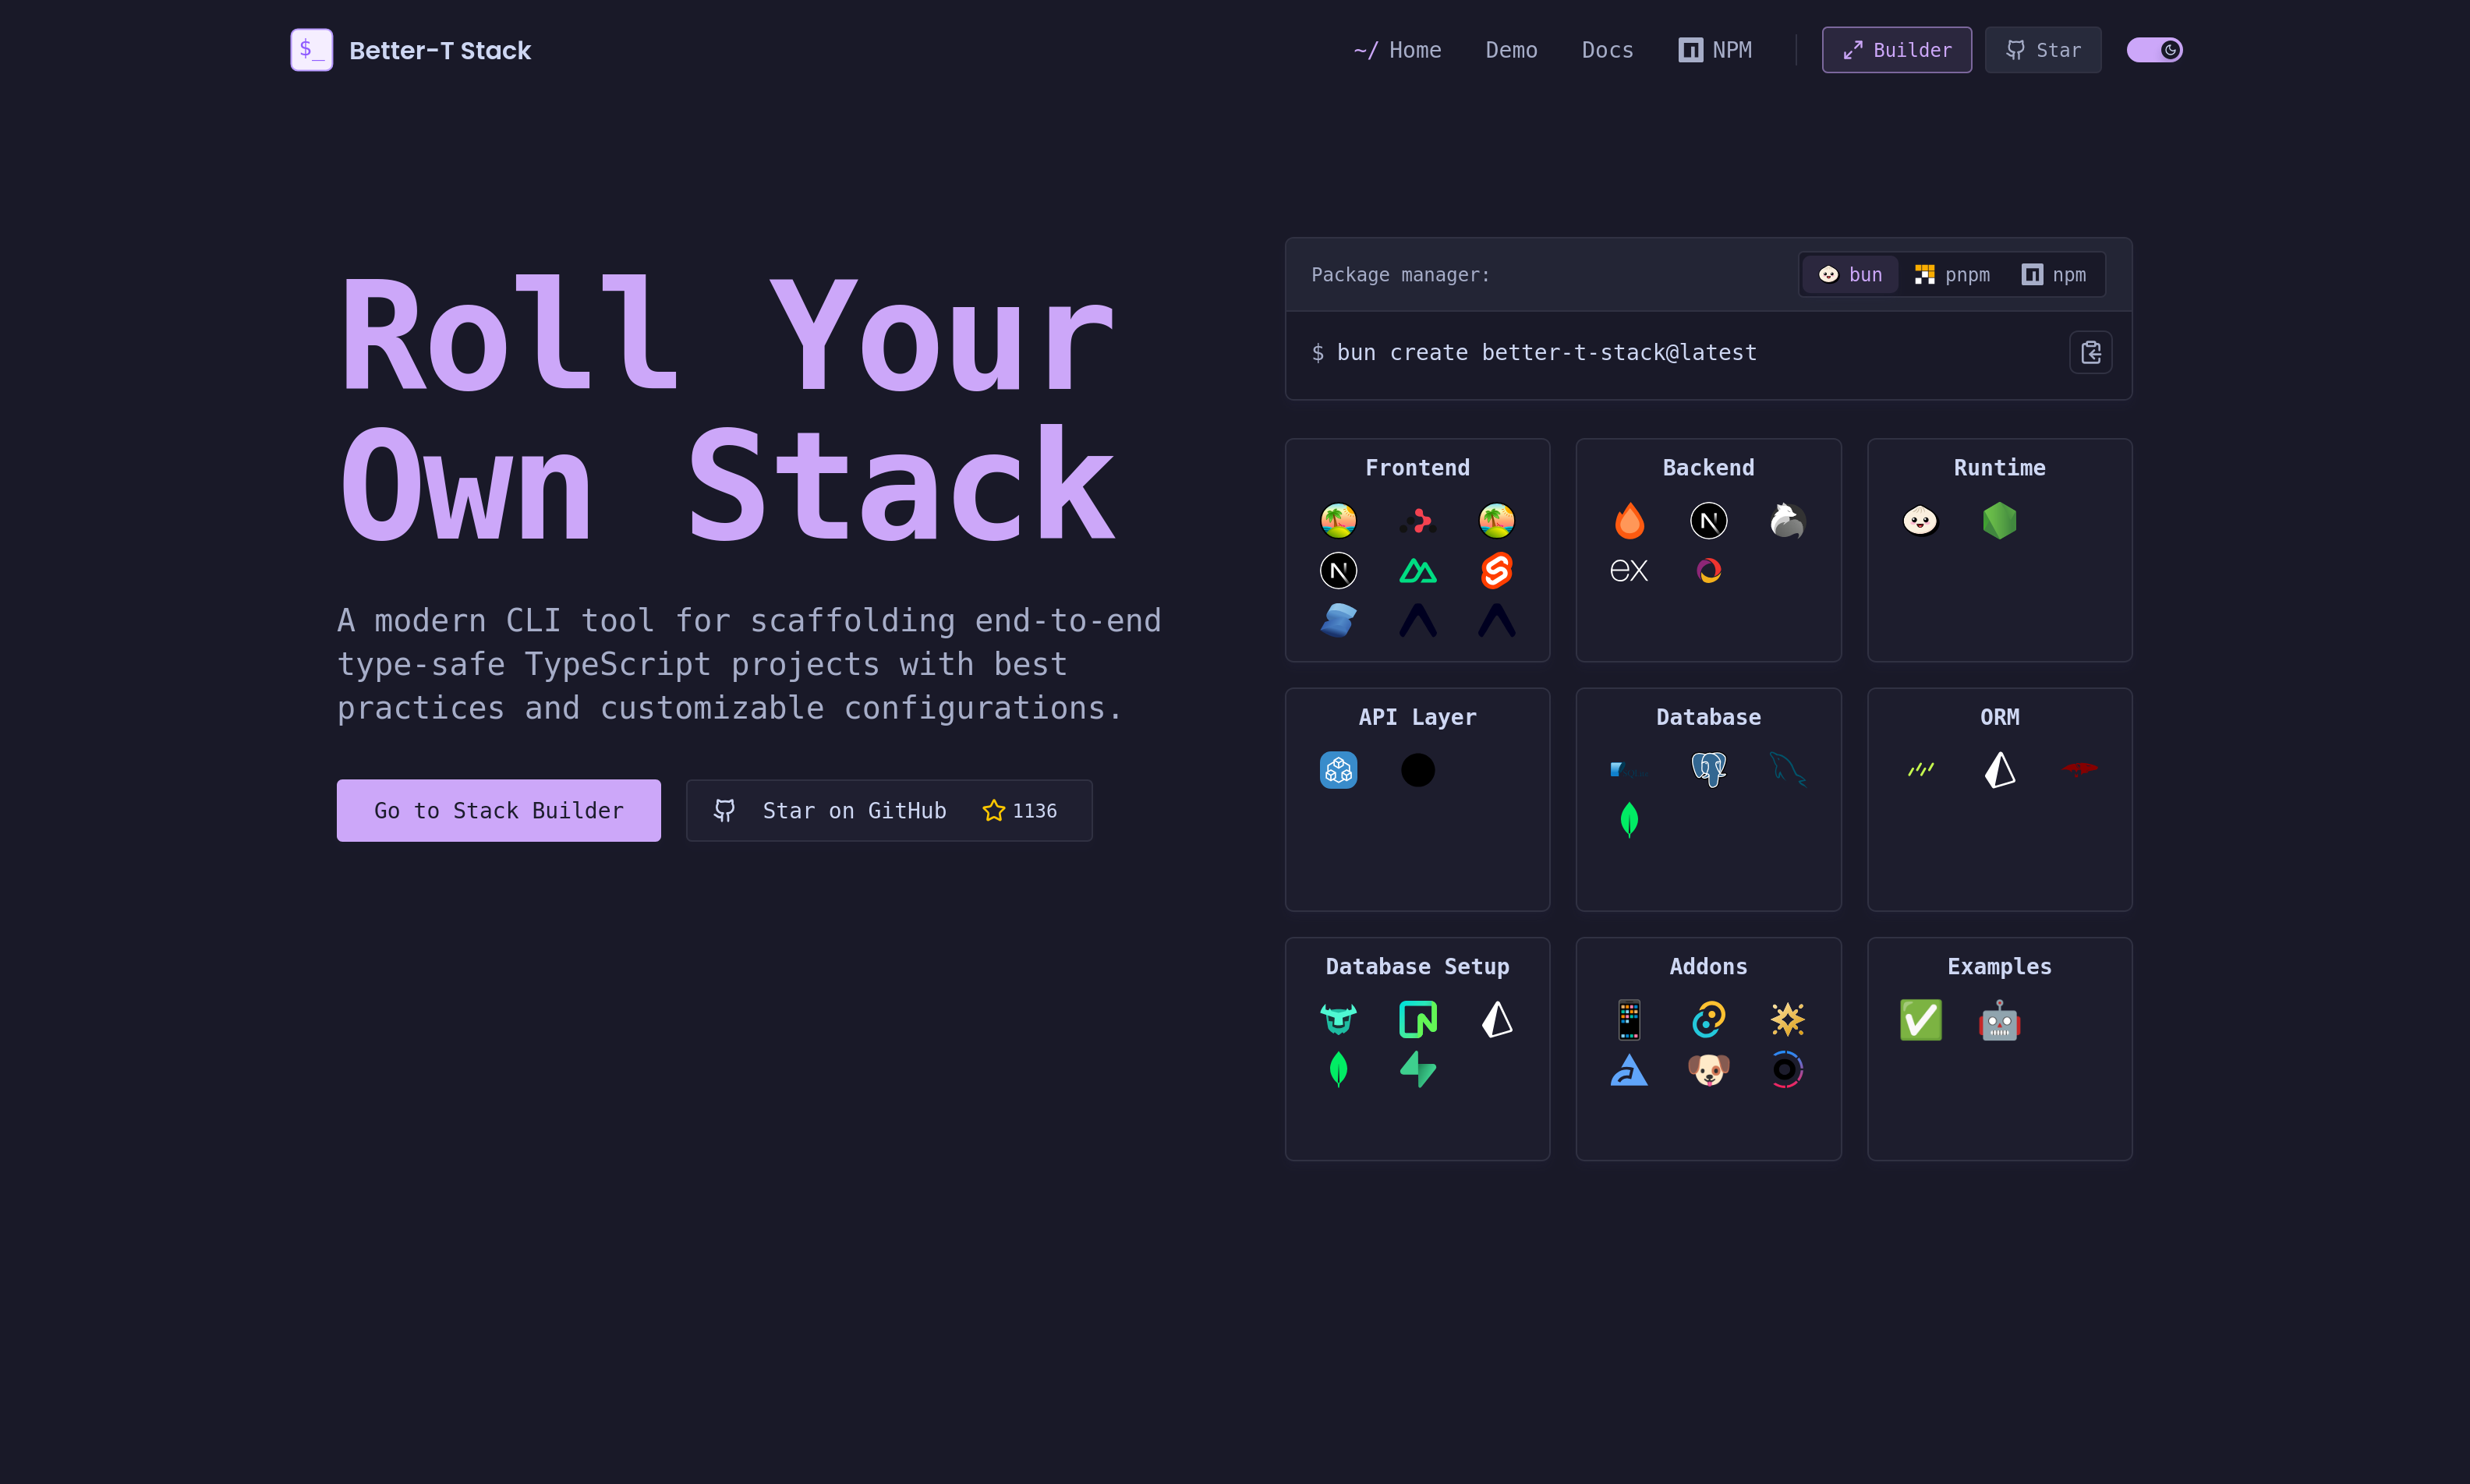 $_ Better-T Stack
~/ Home Demo Docs NPM Builder Star
Roll Your
Own Stack
A modern CLI tool for scaffolding end-to-end
type-safe TypeScript projects with best
practices and customizable configurations.
Go to Stack Builder
Star on GitHub 1136
Package manager: bun pnpm npm
$ bun create better-t-stack@latest
Frontend
Backend
Runtime
ex
API Layer
Database
ORM
Database Setup
Addons
Examples